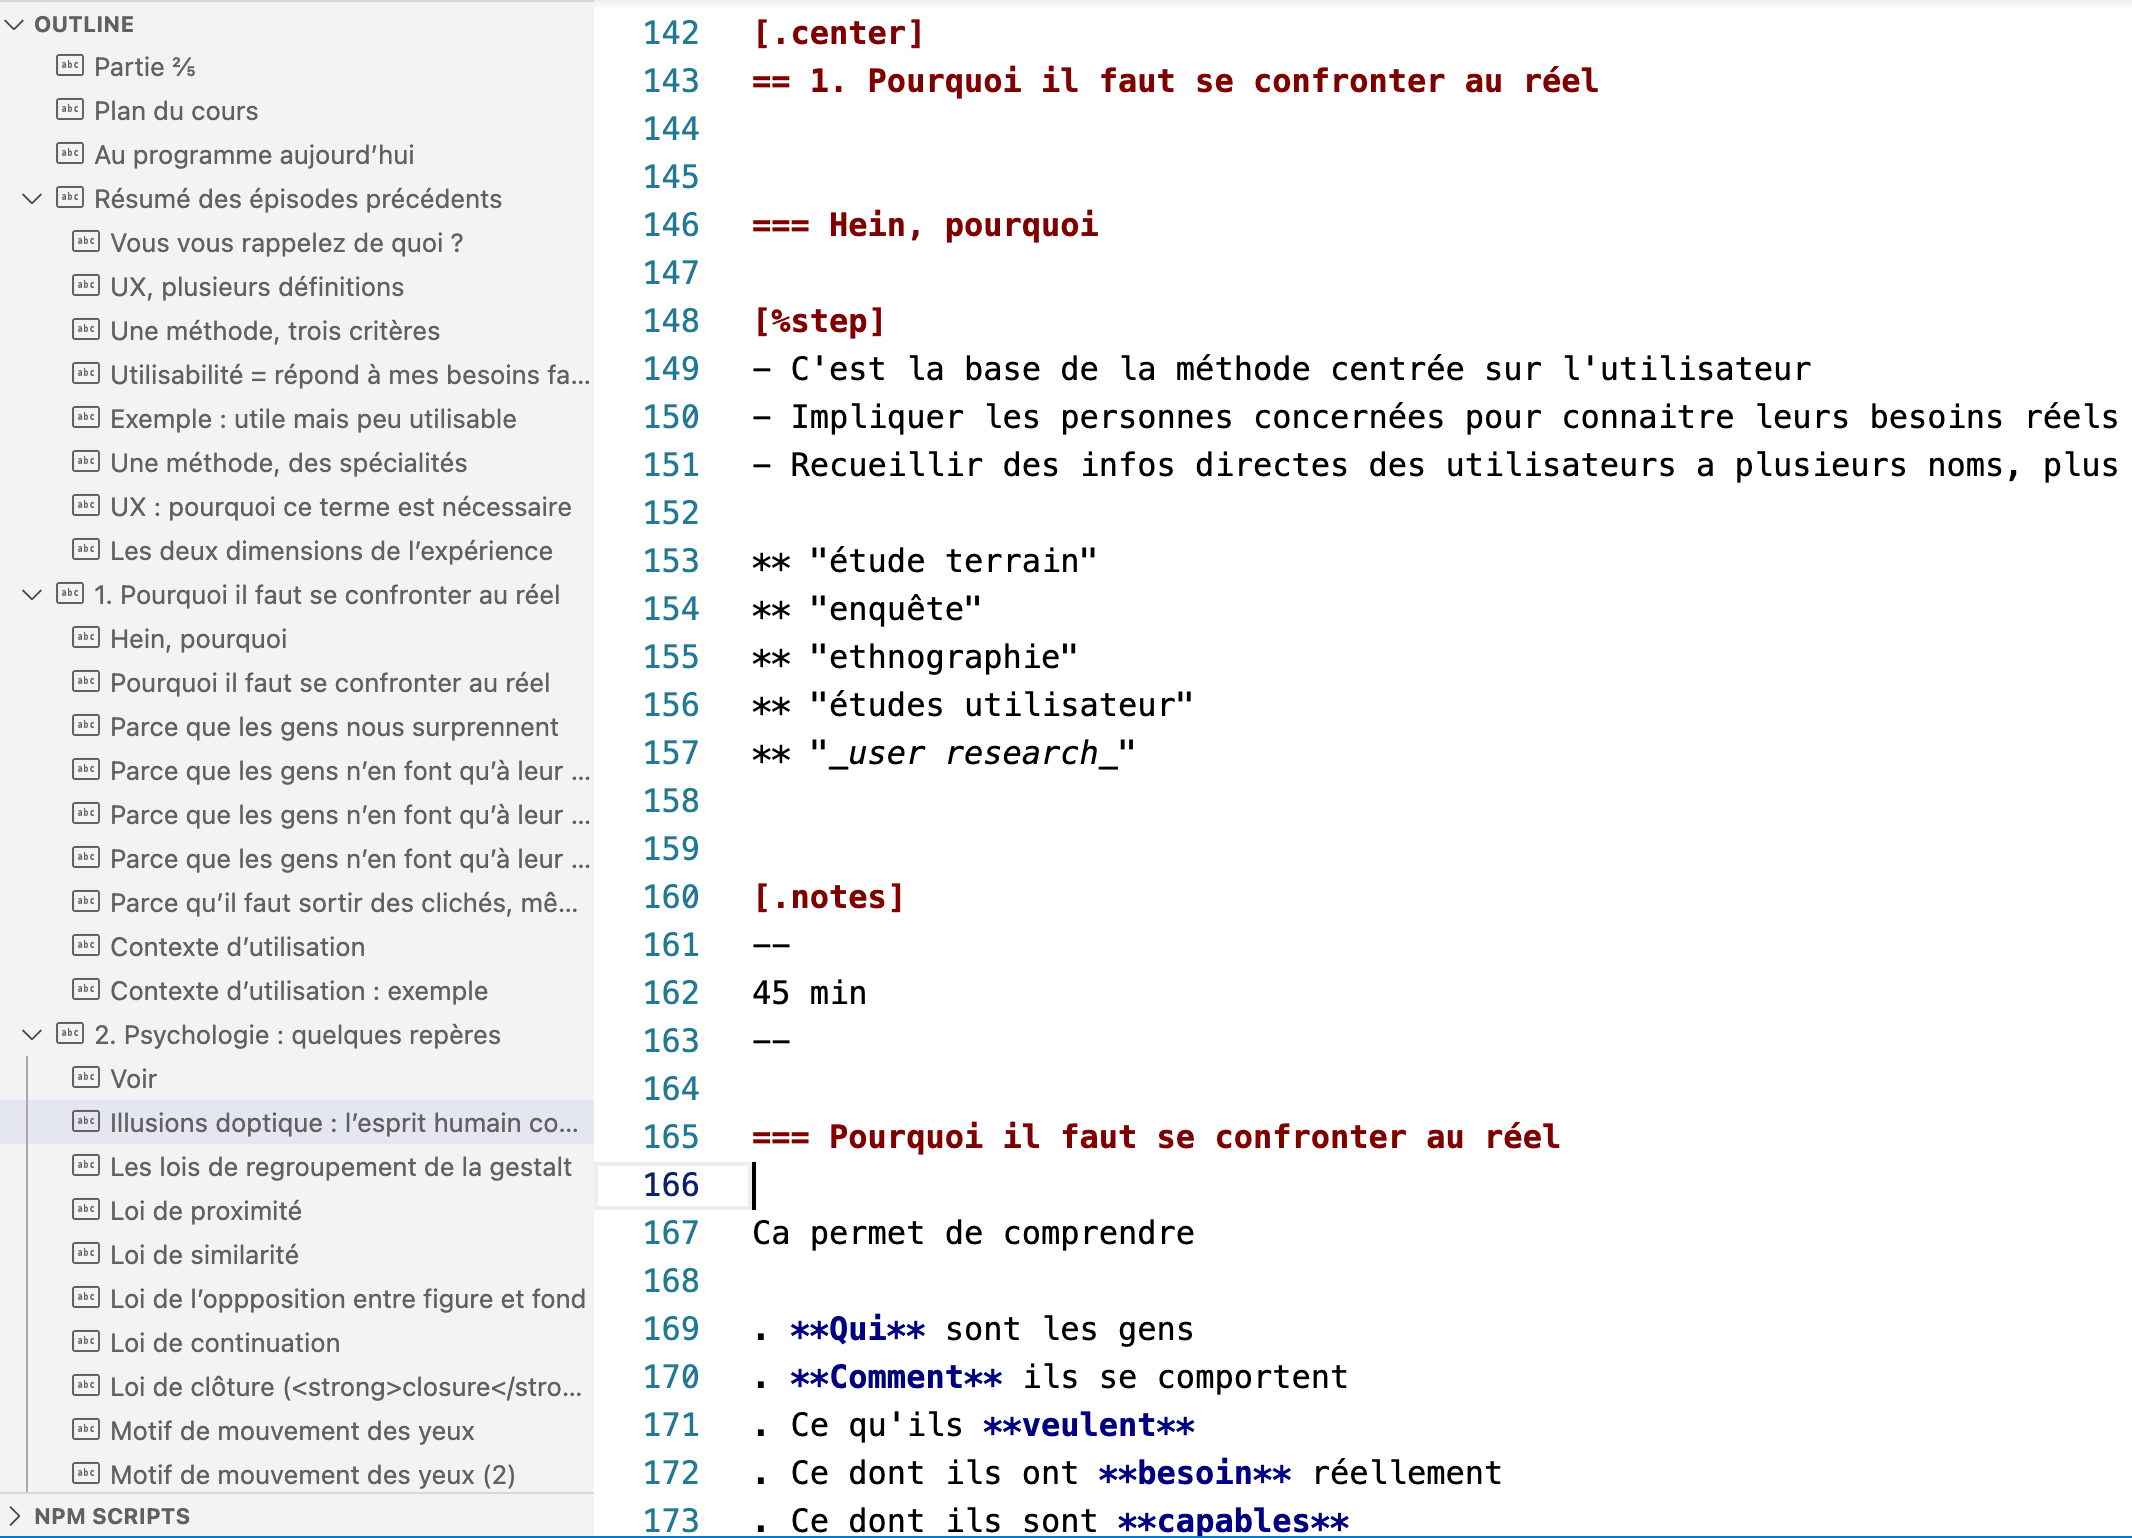 OUTLINE
Partie ⅖
Plan du cours
Au programme aujourd’hui
Résumé des épisodes précédents
Vous vous rappelez de quoi ?
UX, plusieurs définitions
Une méthode, trois critères
Utilisabilité = répond à mes besoins fa...
Exemple : utile mais peu utilisable
Une méthode, des spécialités
UX : pourquoi ce terme est nécessaire
Les deux dimensions de l’expérience
1. Pourquoi il faut se confronter au réel
Hein, pourquoi
Pourquoi il faut se confronter au réel
Parce que les gens nous surprennent
Parce que les gens n’en font qu’à leur ...
Parce que les gens n’en font qu’à leur ...
Parce que les gens n’en font qu’à leur ...
Parce qu’il faut sortir des clichés, mê...
Contexte d’utilisation
Contexte d’utilisation : exemple
2. Psychologie : quelques repères
Voir
Illusions doptique : l’esprit humain co...
Les lois de regroupement de la gestalt
Loi de proximité
Loi de similarité
Loi de l’oppposition entre figure et fond
Loi de continuation
Loi de clôture (<strong>closure</stro...
Motif de mouvement des yeux
Motif de mouvement des yeux (2)
NPM SCRIPTS
142 [.center]
143 == 1. Pourquoi il faut se confronter au réel
144
145
146 === Hein, pourquoi
147
148 [%step]
149 - C'est la base de la méthode centrée sur l'utilisateur
150 - Impliquer les personnes concernées pour connaitre leurs besoins réels
151 - Recueillir des infos directes des utilisateurs a plusieurs noms, plus
152
153 ** "étude terrain"
154 ** "enquête"
155 ** "ethnographie"
156 ** "études utilisateur"
157 ** "_user research_"
158
159
160 [.notes]
161 --
162 45 min
163 --
164
165 === Pourquoi il faut se confronter au réel
166
167 Ca permet de comprendre
168
169 . **Qui** sont les gens
170 . **Comment** ils se comportent
171 . Ce qu'ils **veulent**
172 . Ce dont ils ont **besoin** réellement
173 . Ce dont ils sont **capables**